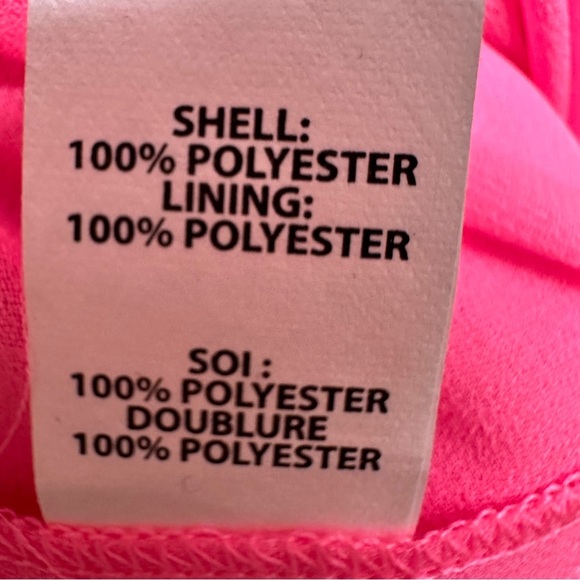 SHELL:
100% POLYESTER
LINING:
100% POLYESTER
SOI :
100% POLYESTER
DOUBLURE
100% POLYESTER